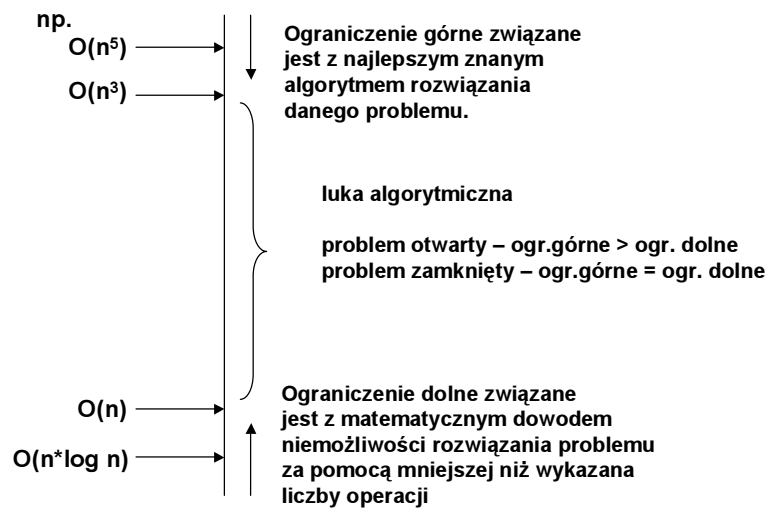 np.
O(n⁵)
O(n³)
Ograniczenie górne związane
jest z najlepszym znanym
algorytmem rozwiązania
danego problemu.
luka algorytmiczna
problem otwarty – ogr.górne > ogr. dolne
problem zamknięty – ogr.górne = ogr. dolne
O(n)
O(n*log n)
Ograniczenie dolne związane
jest z matematycznym dowodem
niemożliwości rozwiązania problemu
za pomocą mniejszej niż wykazana
liczby operacji